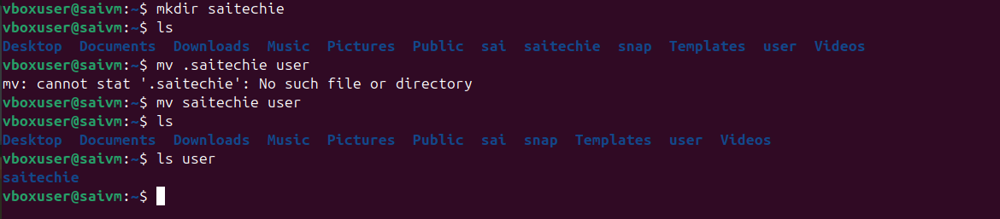 vboxuser@saivm:~$ mkdir saitechie
vboxuser@saivm:~$ ls
Desktop  Documents  Downloads  Music  Pictures  Public  sai  saitechie  snap  Templates  user  Videos
vboxuser@saivm:~$ mv .saitechie user
mv: cannot stat '.saitechie': No such file or directory
vboxuser@saivm:~$ mv saitechie user
vboxuser@saivm:~$ ls
Desktop  Documents  Downloads  Music  Pictures  Public  sai  snap  Templates  user  Videos
vboxuser@saivm:~$ ls user
saitechie
vboxuser@saivm:~$